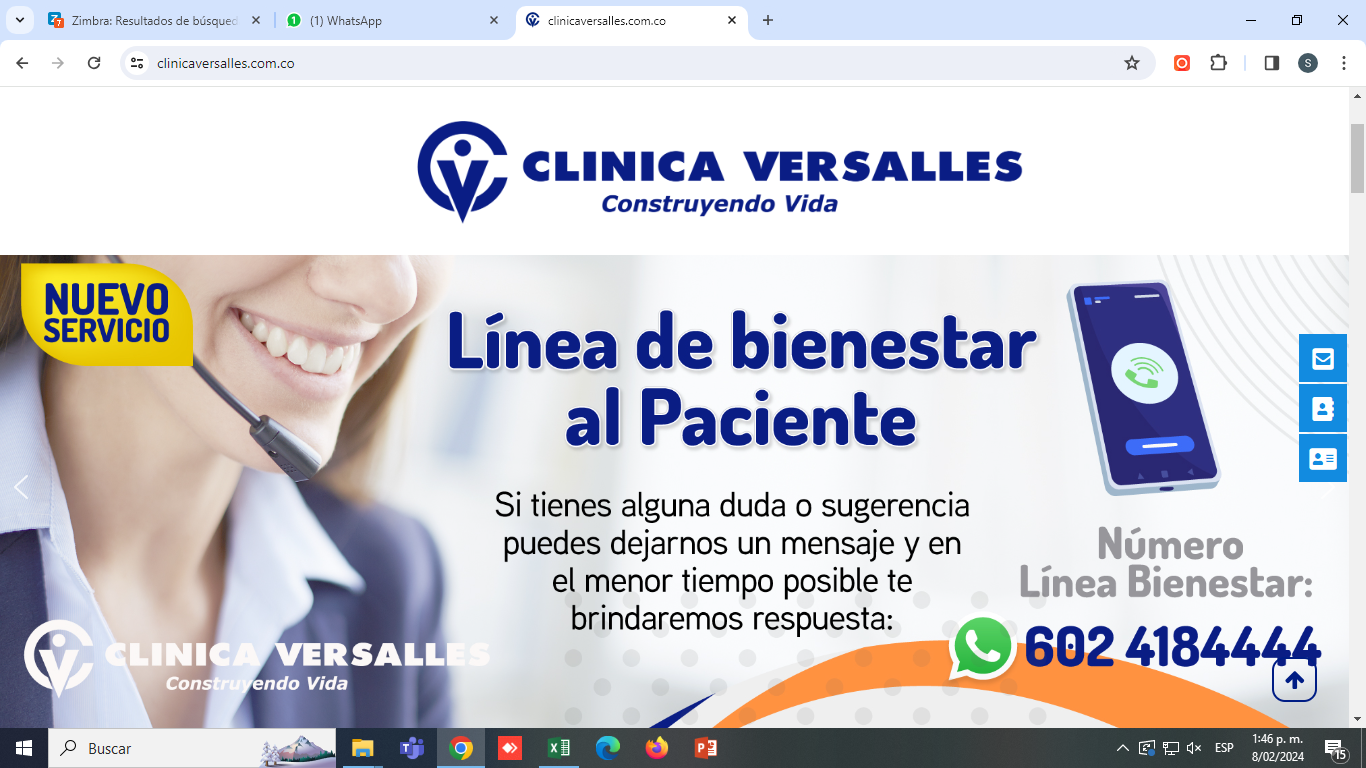 Zimbra: Resultados de búsqued
(1) WhatsApp
clinicaversalles.com.co
clinicaversalles.com.co
S
CLINICA VERSALLES
Construyendo Vida
NUEVO
SERVICIO
Línea de bienestar
al Paciente
Si tienes alguna duda o sugerencia
puedes dejarnos un mensaje y en
el menor tiempo posible te
brindaremos respuesta:
Número
Línea Bienestar:
602 4184444
CLINICA VERSALLES
Construyendo Vida
Buscar
ESP
1:46 p. m.
8/02/2024
15